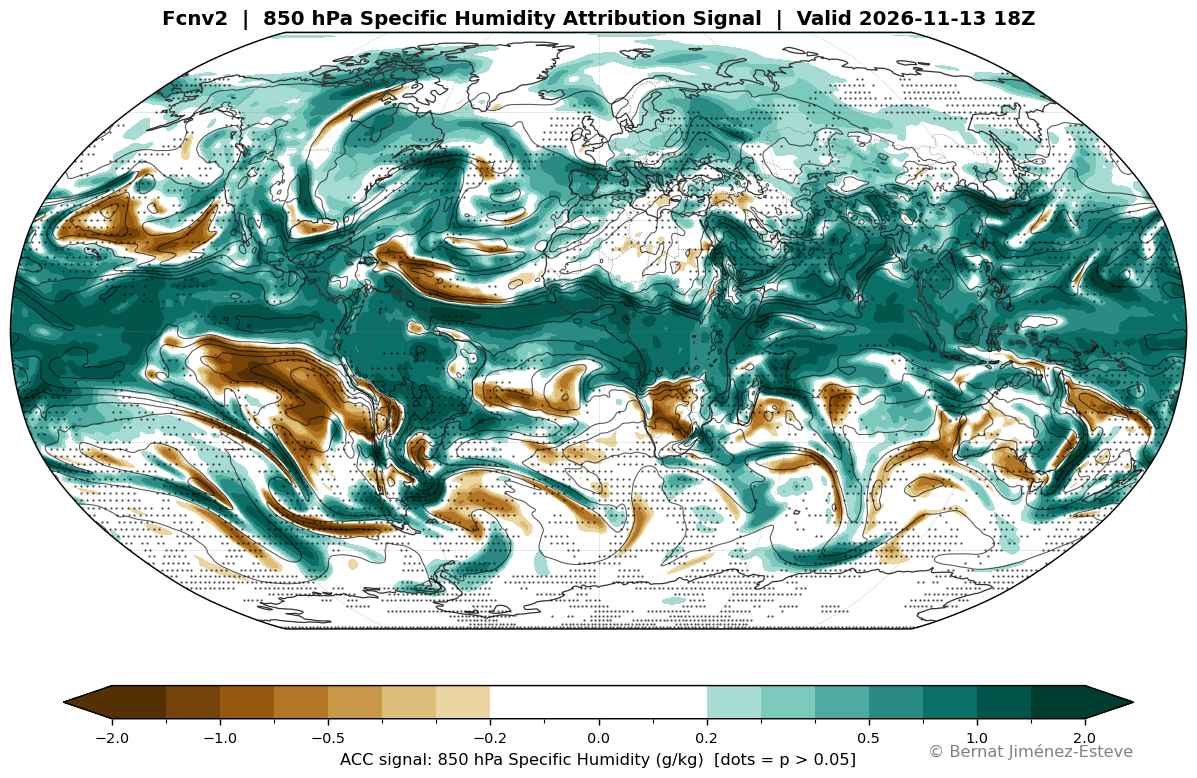 Fcnv2 | 850 hPa Specific Humidity Attribution Signal | Valid 2026-11-13 18Z
−2.0 −1.0 −0.5 −0.2 0.0 0.2 0.5 1.0 2.0
ACC signal: 850 hPa Specific Humidity (g/kg) [dots = p > 0.05]
© Bernat Jiménez-Esteve